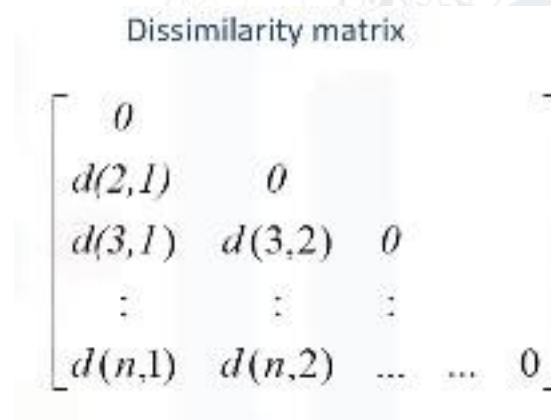 Dissimilarity matrix
0
d(2,1) 0
d(3,1) d(3,2) 0
: : :
d(n,1) d(n,2) ... ... 0